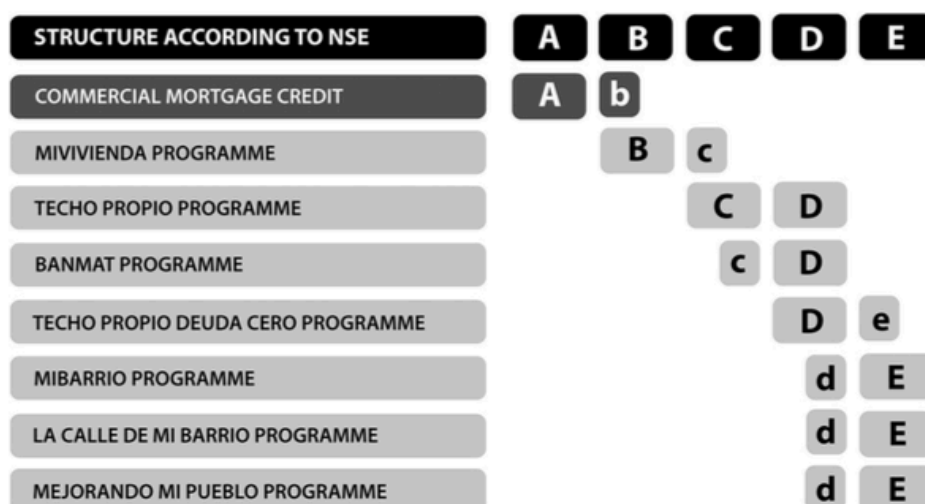 STRUCTURE ACCORDING TO NSE A B C D E
COMMERCIAL MORTGAGE CREDIT A b
MIVIVIENDA PROGRAMME B c
TECHO PROPIO PROGRAMME C D
BANMAT PROGRAMME c D
TECHO PROPIO DEUDA CERO PROGRAMME D e
MIBARRIO PROGRAMME d E
LA CALLE DE MI BARRIO PROGRAMME d E
MEJORANDO MI PUEBLO PROGRAMME d E